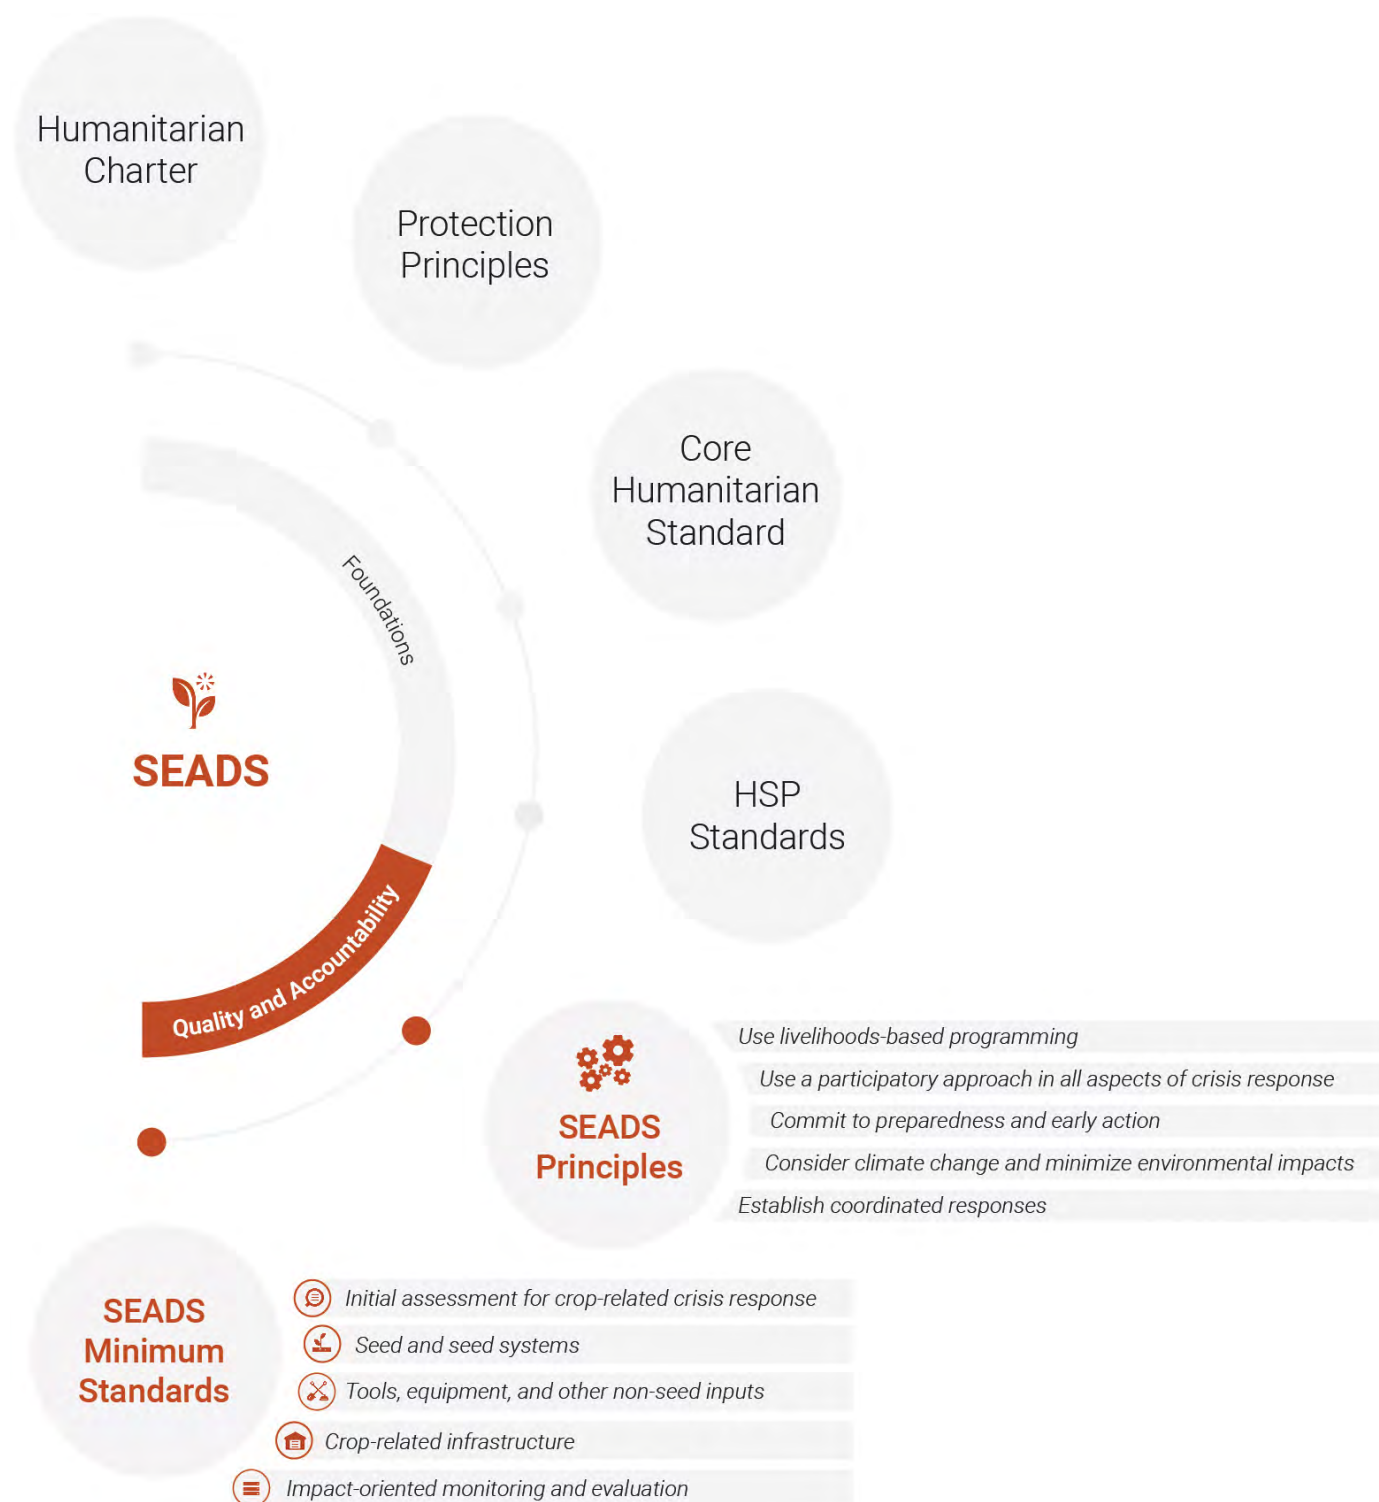 Humanitarian
Charter
Protection
Principles
Core
Humanitarian
Standard
Foundations
SEADS
HSP
Standards
Quality and Accountability
SEADS
Principles
Use livelihoods-based programming
Use a participatory approach in all aspects of crisis response
Commit to preparedness and early action
Consider climate change and minimize environmental impacts
Establish coordinated responses
SEADS
Minimum
Standards
Initial assessment for crop-related crisis response
Seed and seed systems
Tools, equipment, and other non-seed inputs
Crop-related infrastructure
Impact-oriented monitoring and evaluation